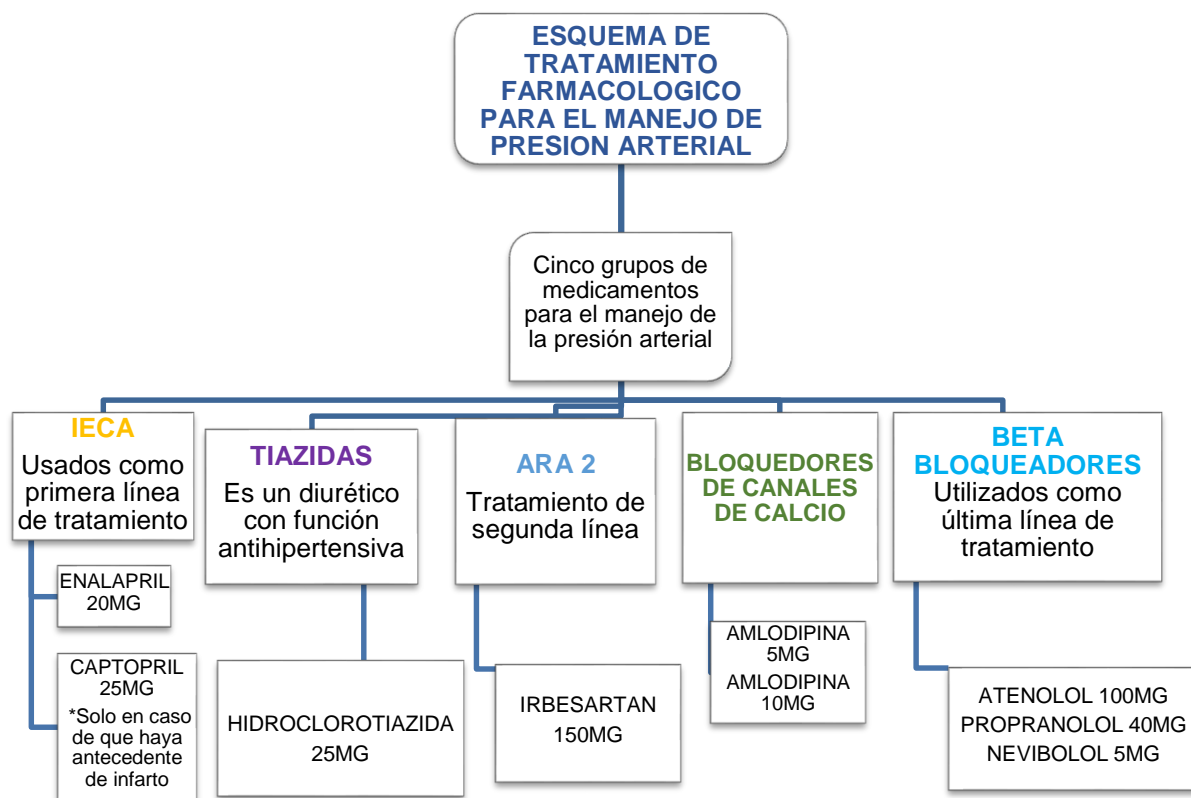 ESQUEMA DE
TRATAMIENTO
FARMACOLOGICO
PARA EL MANEJO DE
PRESION ARTERIAL
Cinco grupos de
medicamentos
para el manejo de
la presión arterial
IECA
Usados como
primera línea
de tratamiento
ENALAPRIL
20MG
CAPTOPRIL
25MG
*Solo en caso
de que haya
antecedente
de infarto
TIAZIDAS
Es un diurético
con función
antihipertensiva
HIDROCLOROTIAZIDA
25MG
ARA 2
Tratamiento de
segunda línea
IRBESARTAN
150MG
BLOQUEDORES
DE CANALES
DE CALCIO
AMLODIPINA
5MG
AMLODIPINA
10MG
BETA
BLOQUEADORES
Utilizados como
última línea de
tratamiento
ATENOLOL 100MG
PROPRANOLOL 40MG
NEVIBOLOL 5MG